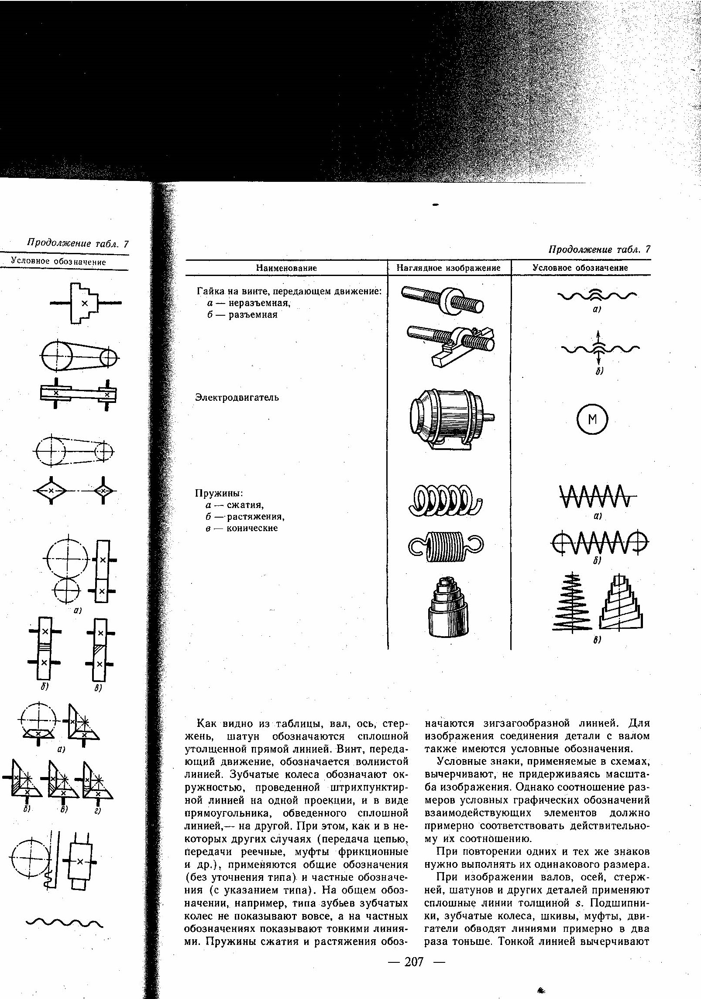 Продолжение табл. 7
Условное обозначение
а)
б)
в)
а)
б)
в)
г)
Продолжение табл. 7
Наименование
Наглядное изображение
Условное обозначение
Гайка на винте, передающем движение:
а — неразъемная,
б — разъемная
а)
б)
Электродвигатель
М
Пружины:
а — сжатия,
б — растяжения,
в — конические
а)
б)
в)
Как видно из таблицы, вал, ось, стер-
жень, шатун обозначаются сплошной
утолщенной прямой линией. Винт, переда-
ющий движение, обозначается волнистой
линией. Зубчатые колеса обозначают ок-
ружностью, проведенной штрихпунктир-
ной линией на одной проекции, и в виде
прямоугольника, обведенного сплошной
линией,— на другой. При этом, как и в не-
которых других случаях (передача цепью,
передачи реечные, муфты фрикционные
и др.), применяются общие обозначения
(без уточнения типа) и частные обозначе-
ния (с указанием типа). На общем обоз-
начении, например, типа зубьев зубчатых
колес не показывают вовсе, а на частных
обозначениях показывают тонкими линия-
ми. Пружины сжатия и растяжения обоз-
начаются зигзагообразной линией. Для
изображения соединения детали с валом
также имеются условные обозначения.
Условные знаки, применяемые в схемах,
вычерчивают, не придерживаясь масшта-
ба изображения. Однако соотношение раз-
меров условных графических обозначений
взаимодействующих элементов должно
примерно соответствовать действительно-
му их соотношению.
При повторении одних и тех же знаков
нужно выполнять их одинакового размера.
При изображении валов, осей, стерж-
ней, шатунов и других деталей применяют
сплошные линии толщиной s. Подшипни-
ки, зубчатые колеса, шкивы, муфты, дви-
гатели обводят линиями примерно в два
раза тоньше. Тонкой линией вычерчивают
— 207 —